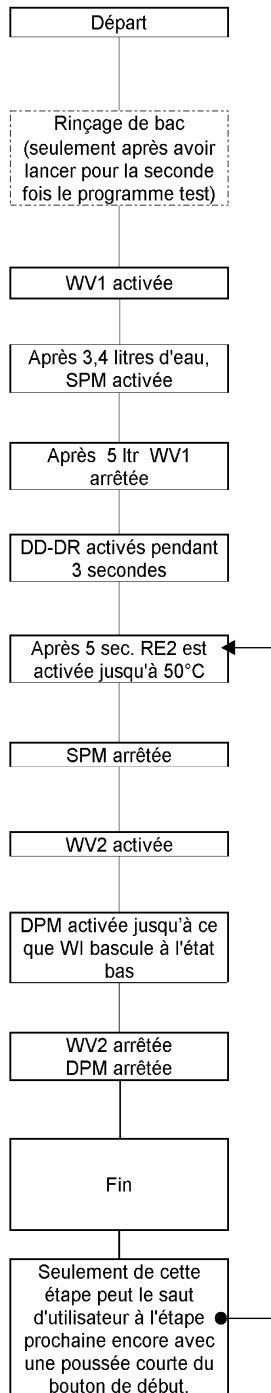 Départ
Rinçage de bac
(seulement après avoir
lancer pour la seconde
fois le programme test)
WV1 activée
Après 3,4 litres d'eau,
SPM activée
Après 5 ltr WV1
arrêtée
DD-DR activés pendant
3 secondes
Après 5 sec. RE2 est
activée jusqu'à 50°C
SPM arrêtée
WV2 activée
DPM activée jusqu'à ce
que WI bascule à l'état
bas
WV2 arrêtée
DPM arrêtée
Fin
Seulement de cette
étape peut le saut
d'utilisateur à l'étape
prochaine encore avec
une poussée courte du
bouton de début.